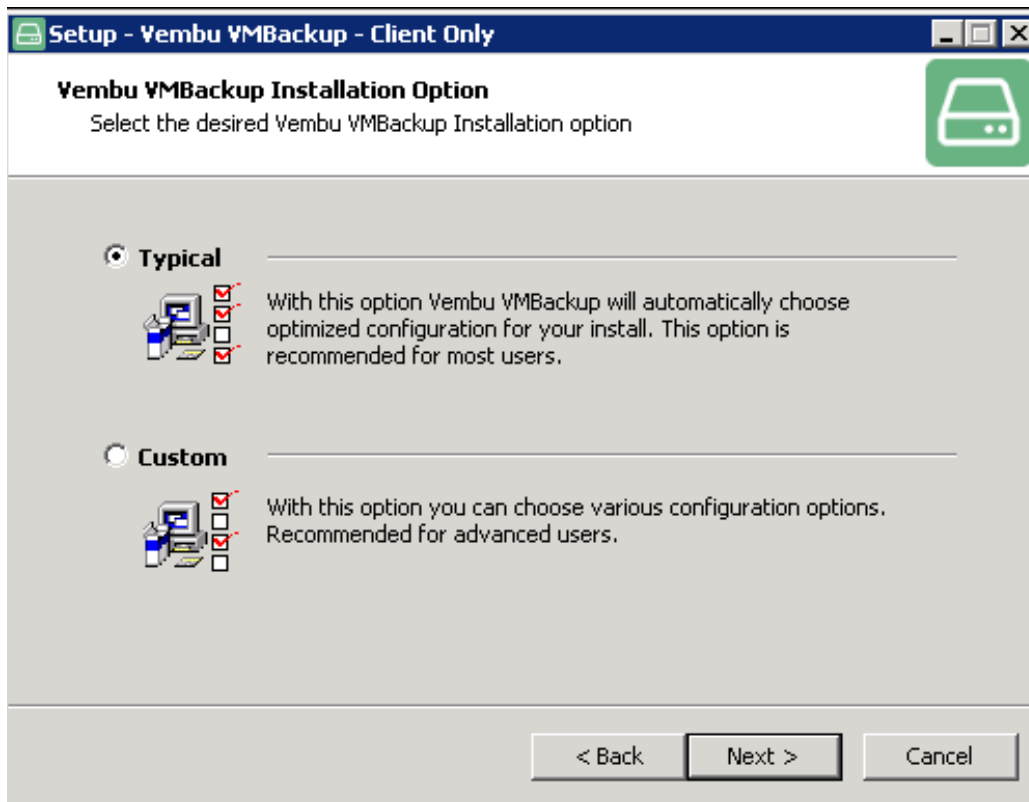 Setup - Vembu VMBackup - Client Only
Vembu VMBackup Installation Option
Select the desired Vembu VMBackup Installation option
Typical
With this option Vembu VMBackup will automatically choose
optimized configuration for your install. This option is
recommended for most users.
Custom
With this option you can choose various configuration options.
Recommended for advanced users.
< Back
Next >
Cancel